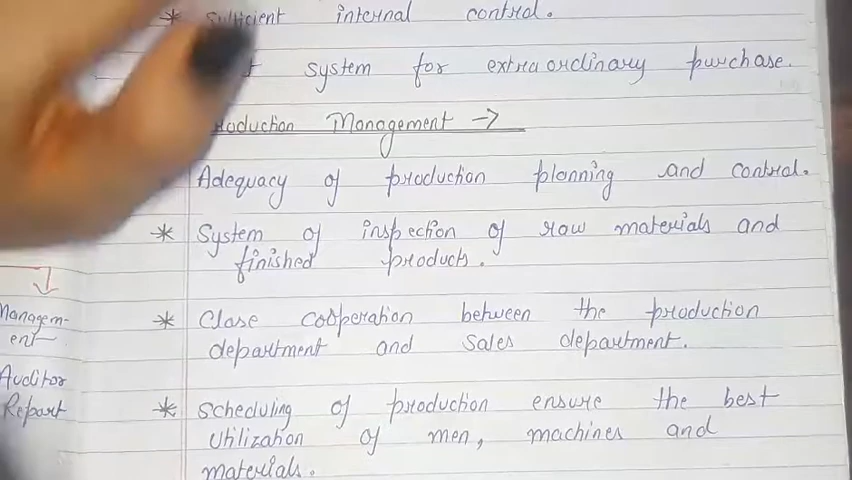 * Sufficient internal control.
system for extraordinary purchase.
Production Management →
Adequacy of production planning and control.
* System of inspection of raw materials and
finished products.
* Close cooperation between the production
department and sales department.
* Scheduling of production ensure the best
utilization of men, machines and
materials.
Managem-
ent
Auditor
Report